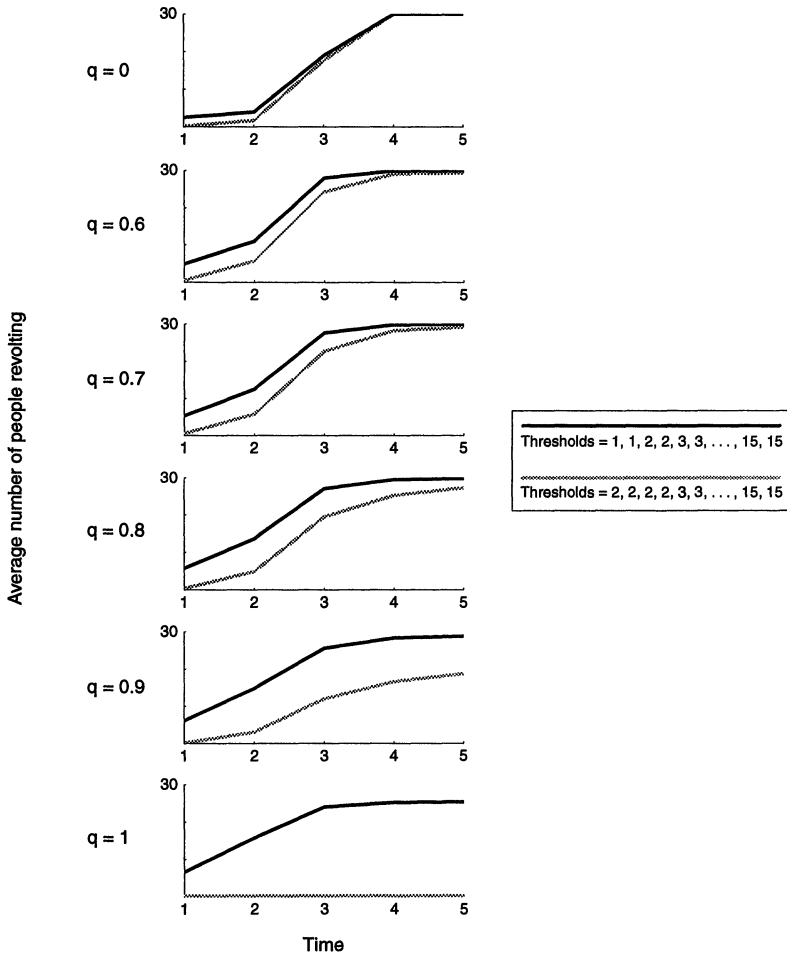 Average number of people revolting
q = 0
30
1 2 3 4 5
q = 0.6
30
1 2 3 4 5
q = 0.7
30
1 2 3 4 5
q = 0.8
30
1 2 3 4 5
q = 0.9
30
1 2 3 4 5
q = 1
30
1 2 3 4 5
Time
Thresholds = 1, 1, 2, 2, 3, 3, . . . , 15, 15
Thresholds = 2, 2, 2, 2, 3, 3, . . . , 15, 15